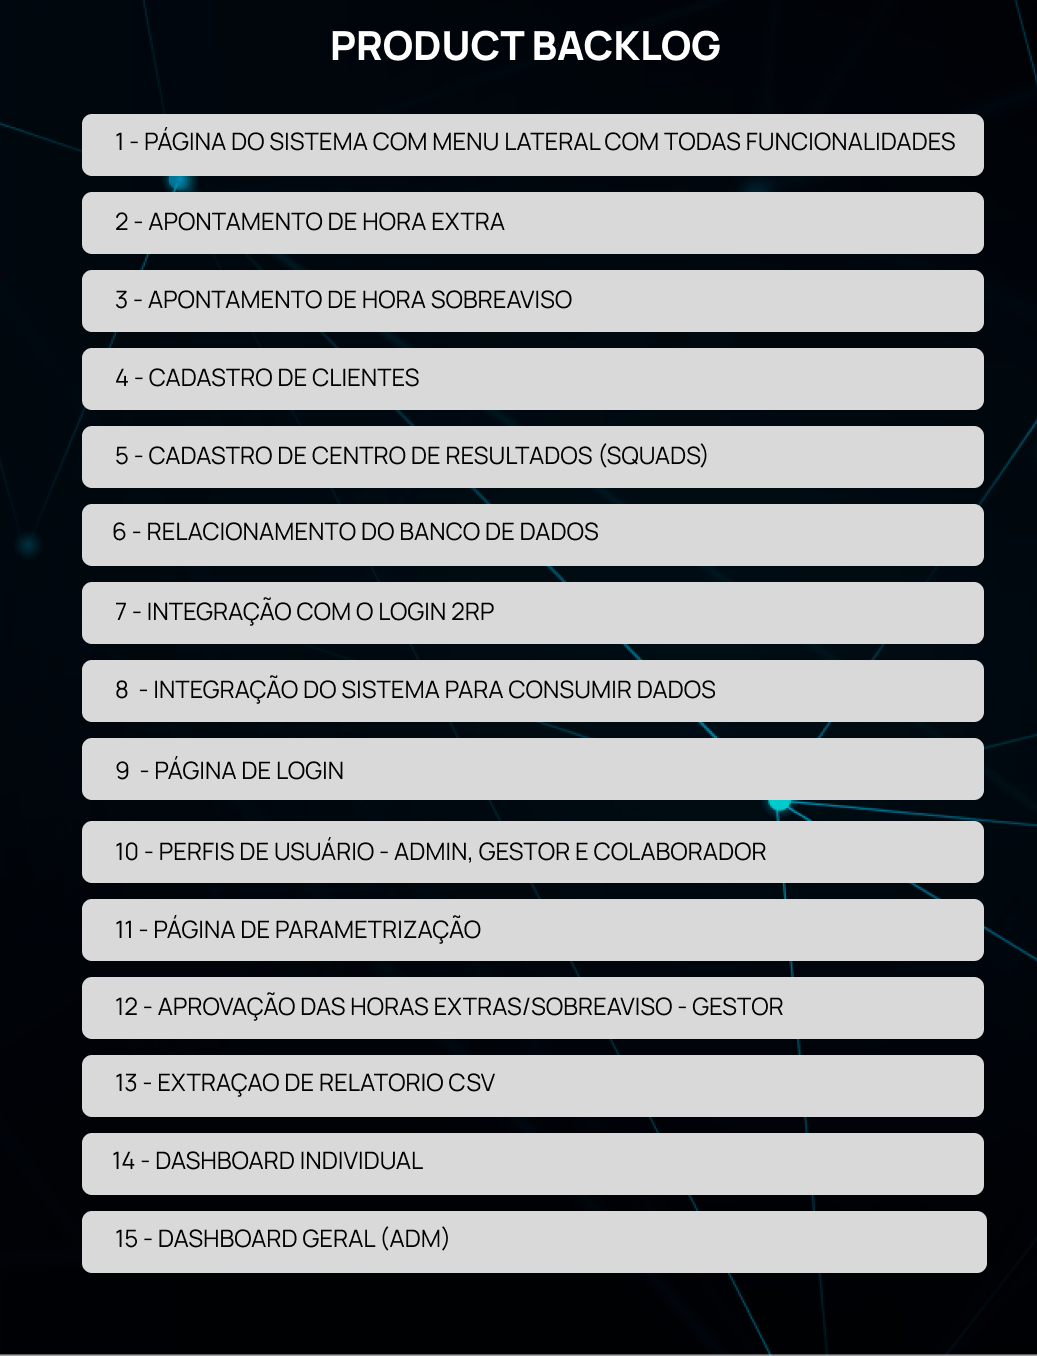 PRODUCT BACKLOG
1 - PÁGINA DO SISTEMA COM MENU LATERAL COM TODAS FUNCIONALIDADES
2 - APONTAMENTO DE HORA EXTRA
3 - APONTAMENTO DE HORA SOBREAVISO
4 - CADASTRO DE CLIENTES
5 - CADASTRO DE CENTRO DE RESULTADOS (SQUADS)
6 - RELACIONAMENTO DO BANCO DE DADOS
7 - INTEGRAÇÃO COM O LOGIN 2RP
8 - INTEGRAÇÃO DO SISTEMA PARA CONSUMIR DADOS
9 - PÁGINA DE LOGIN
10 - PERFIS DE USUÁRIO - ADMIN, GESTOR E COLABORADOR
11 - PÁGINA DE PARAMETRIZAÇÃO
12 - APROVAÇÃO DAS HORAS EXTRAS/SOBREAVISO - GESTOR
13 - EXTRAÇAO DE RELATORIO CSV
14 - DASHBOARD INDIVIDUAL
15 - DASHBOARD GERAL (ADM)